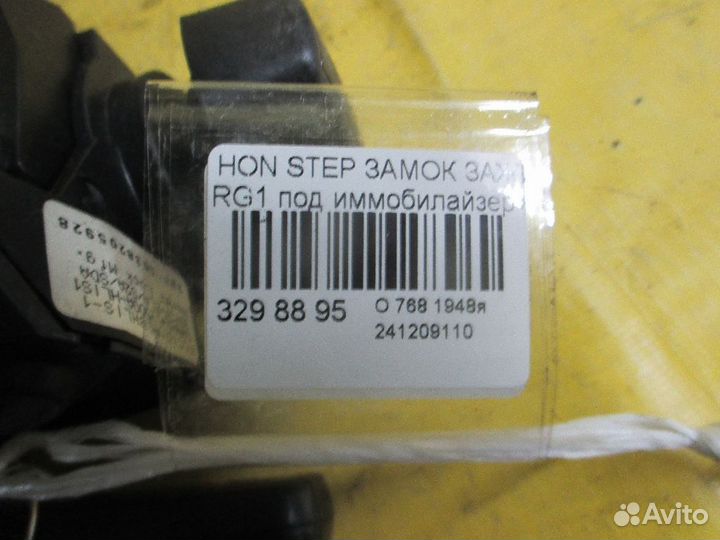 HON STEP ЗАМОК ЗАЖ
RG1 под иммобилайзер
329 88 95
О 768 1948я
241209110
Avito